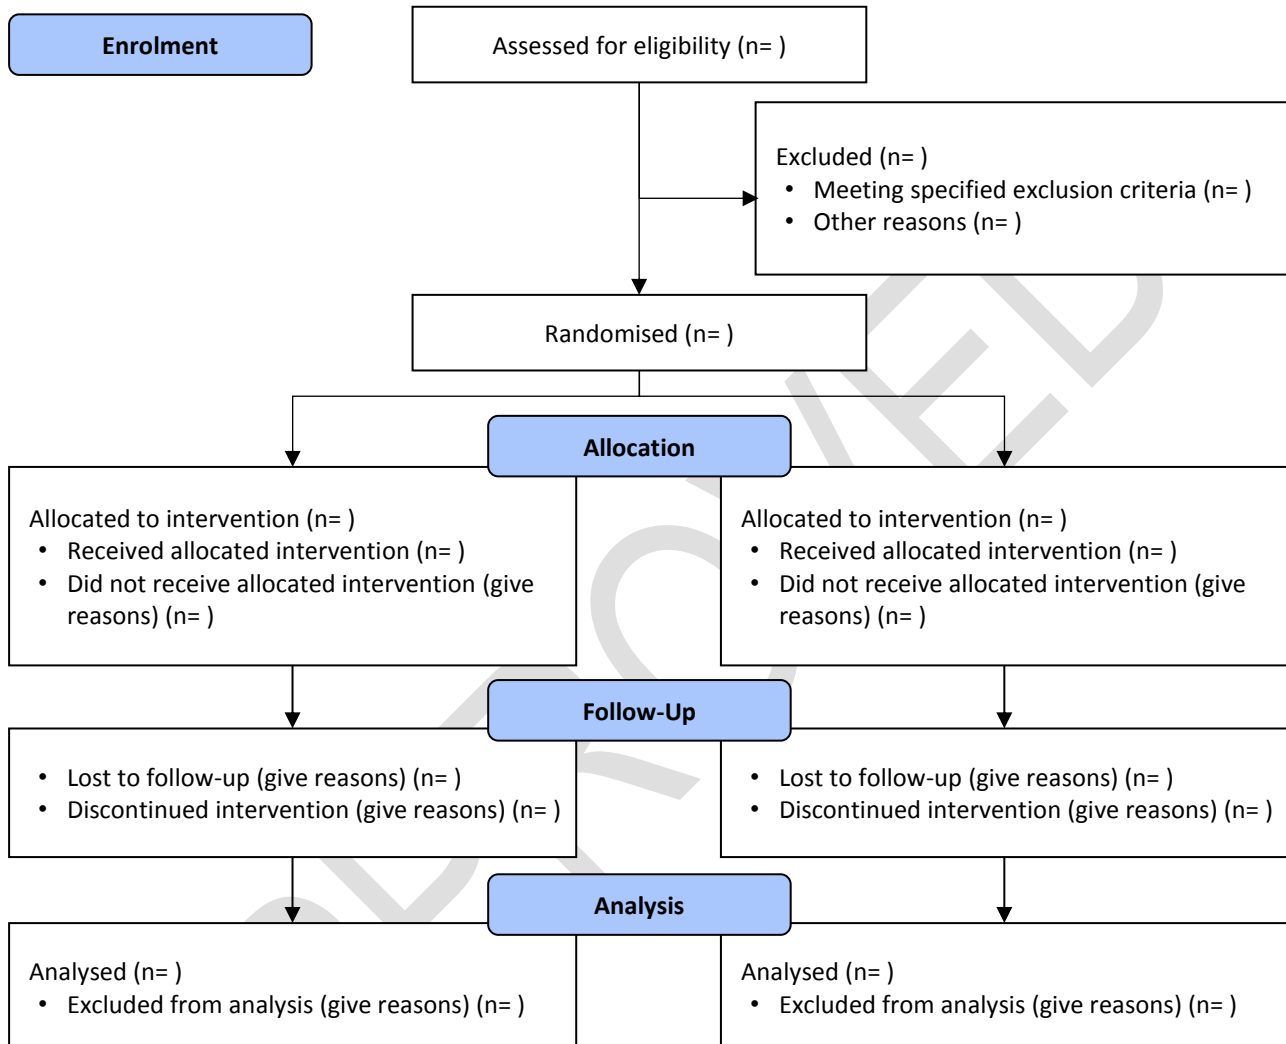 Enrolment
Assessed for eligibility (n= )
Excluded (n= )
• Meeting specified exclusion criteria (n= )
• Other reasons (n= )
Randomised (n= )
Allocation
Allocated to intervention (n= )
• Received allocated intervention (n= )
• Did not receive allocated intervention (give
reasons) (n= )
Allocated to intervention (n= )
• Received allocated intervention (n= )
• Did not receive allocated intervention (give
reasons) (n= )
Follow-Up
• Lost to follow-up (give reasons) (n= )
• Discontinued intervention (give reasons) (n= )
• Lost to follow-up (give reasons) (n= )
• Discontinued intervention (give reasons) (n= )
Analysis
Analysed (n= )
• Excluded from analysis (give reasons) (n= )
Analysed (n= )
• Excluded from analysis (give reasons) (n= )